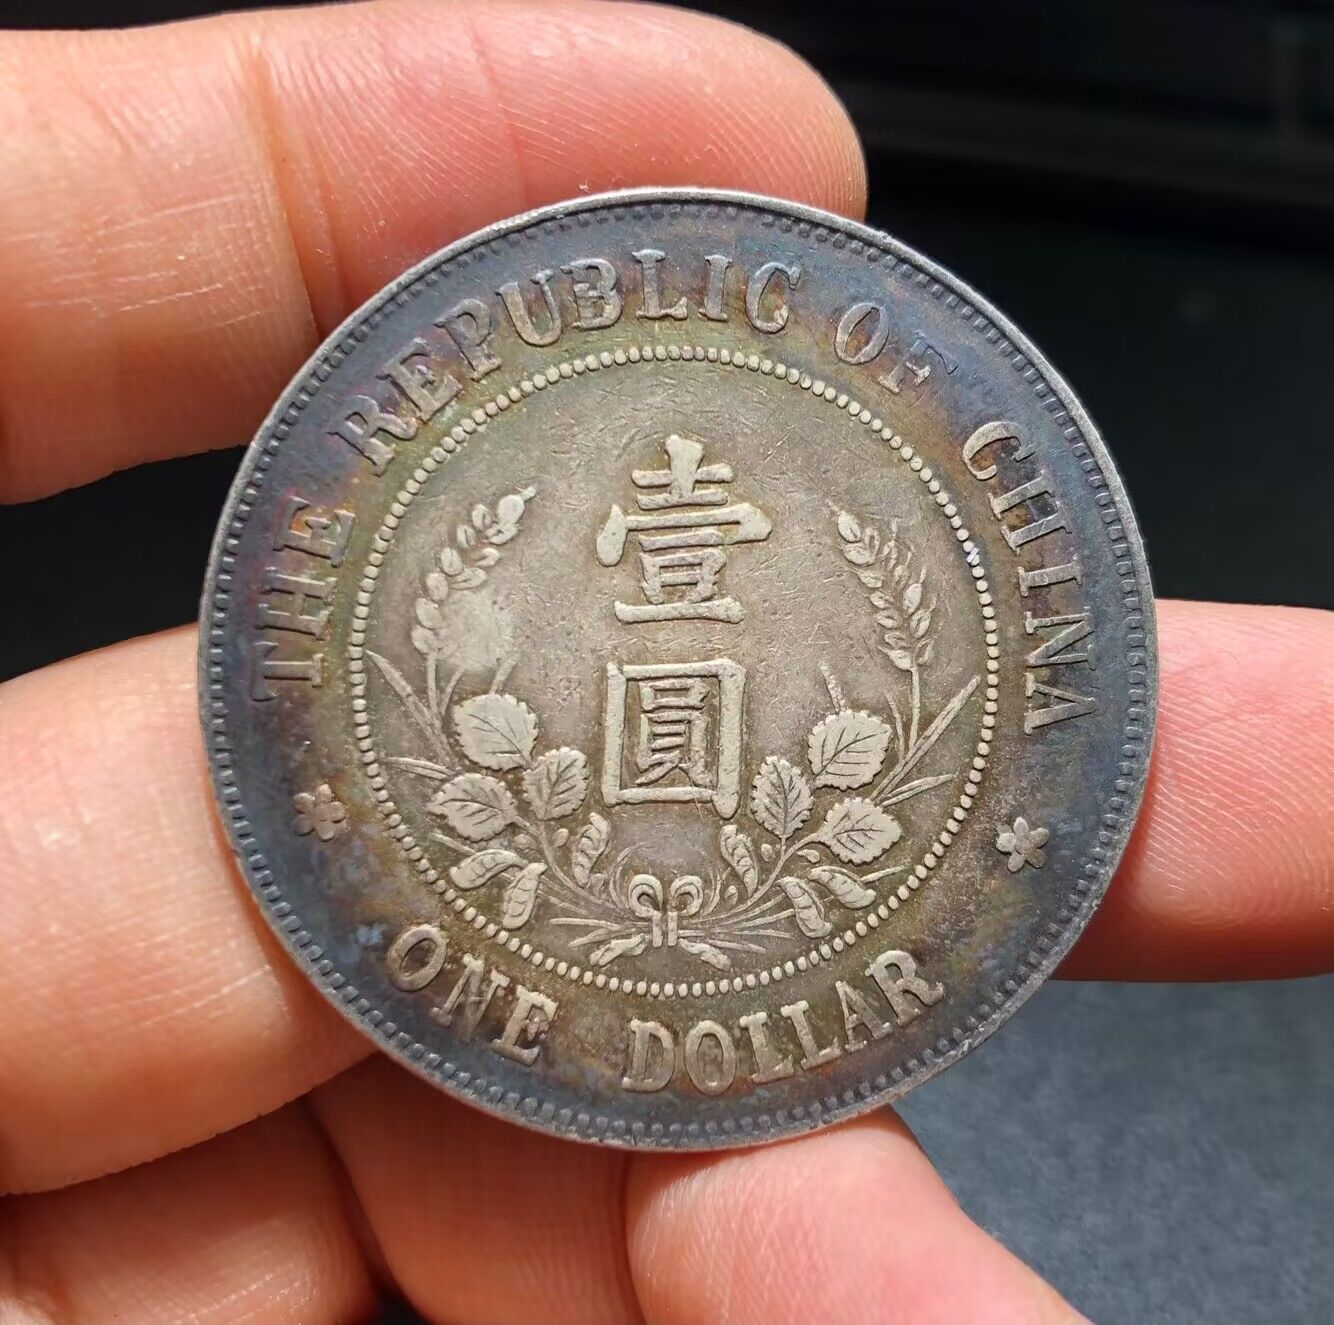 THE REPUBLIC OF CHINA
壹
圓
ONE DOLLAR